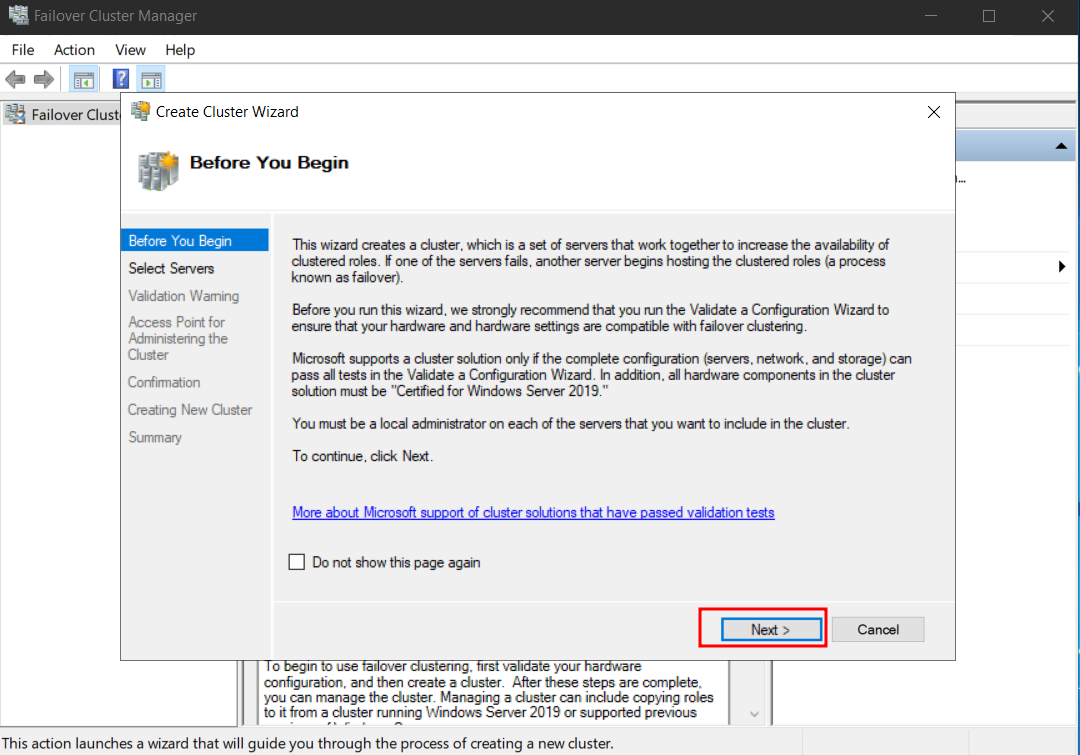 Failover Cluster Manager
File Action View Help
Failover Clust
Create Cluster Wizard
Before You Begin
Before You Begin
Select Servers
Validation Warning
Access Point for
Administering the
Cluster
Confirmation
Creating New Cluster
Summary
This wizard creates a cluster, which is a set of servers that work together to increase the availability of
clustered roles. If one of the servers fails, another server begins hosting the clustered roles (a process
known as failover).
Before you run this wizard, we strongly recommend that you run the Validate a Configuration Wizard to
ensure that your hardware and hardware settings are compatible with failover clustering.
Microsoft supports a cluster solution only if the complete configuration (servers, network, and storage) can
pass all tests in the Validate a Configuration Wizard. In addition, all hardware components in the cluster
solution must be "Certified for Windows Server 2019."
You must be a local administrator on each of the servers that you want to include in the cluster.
To continue, click Next.
More about Microsoft support of cluster solutions that have passed validation tests
Do not show this page again
Next > Cancel
To begin to use failover clustering, first validate your hardware
configuration, and then create a cluster. After these steps are complete,
you can manage the cluster. Managing a cluster can include copying roles
to it from a cluster running Windows Server 2019 or supported previous
This action launches a wizard that will guide you through the process of creating a new cluster.